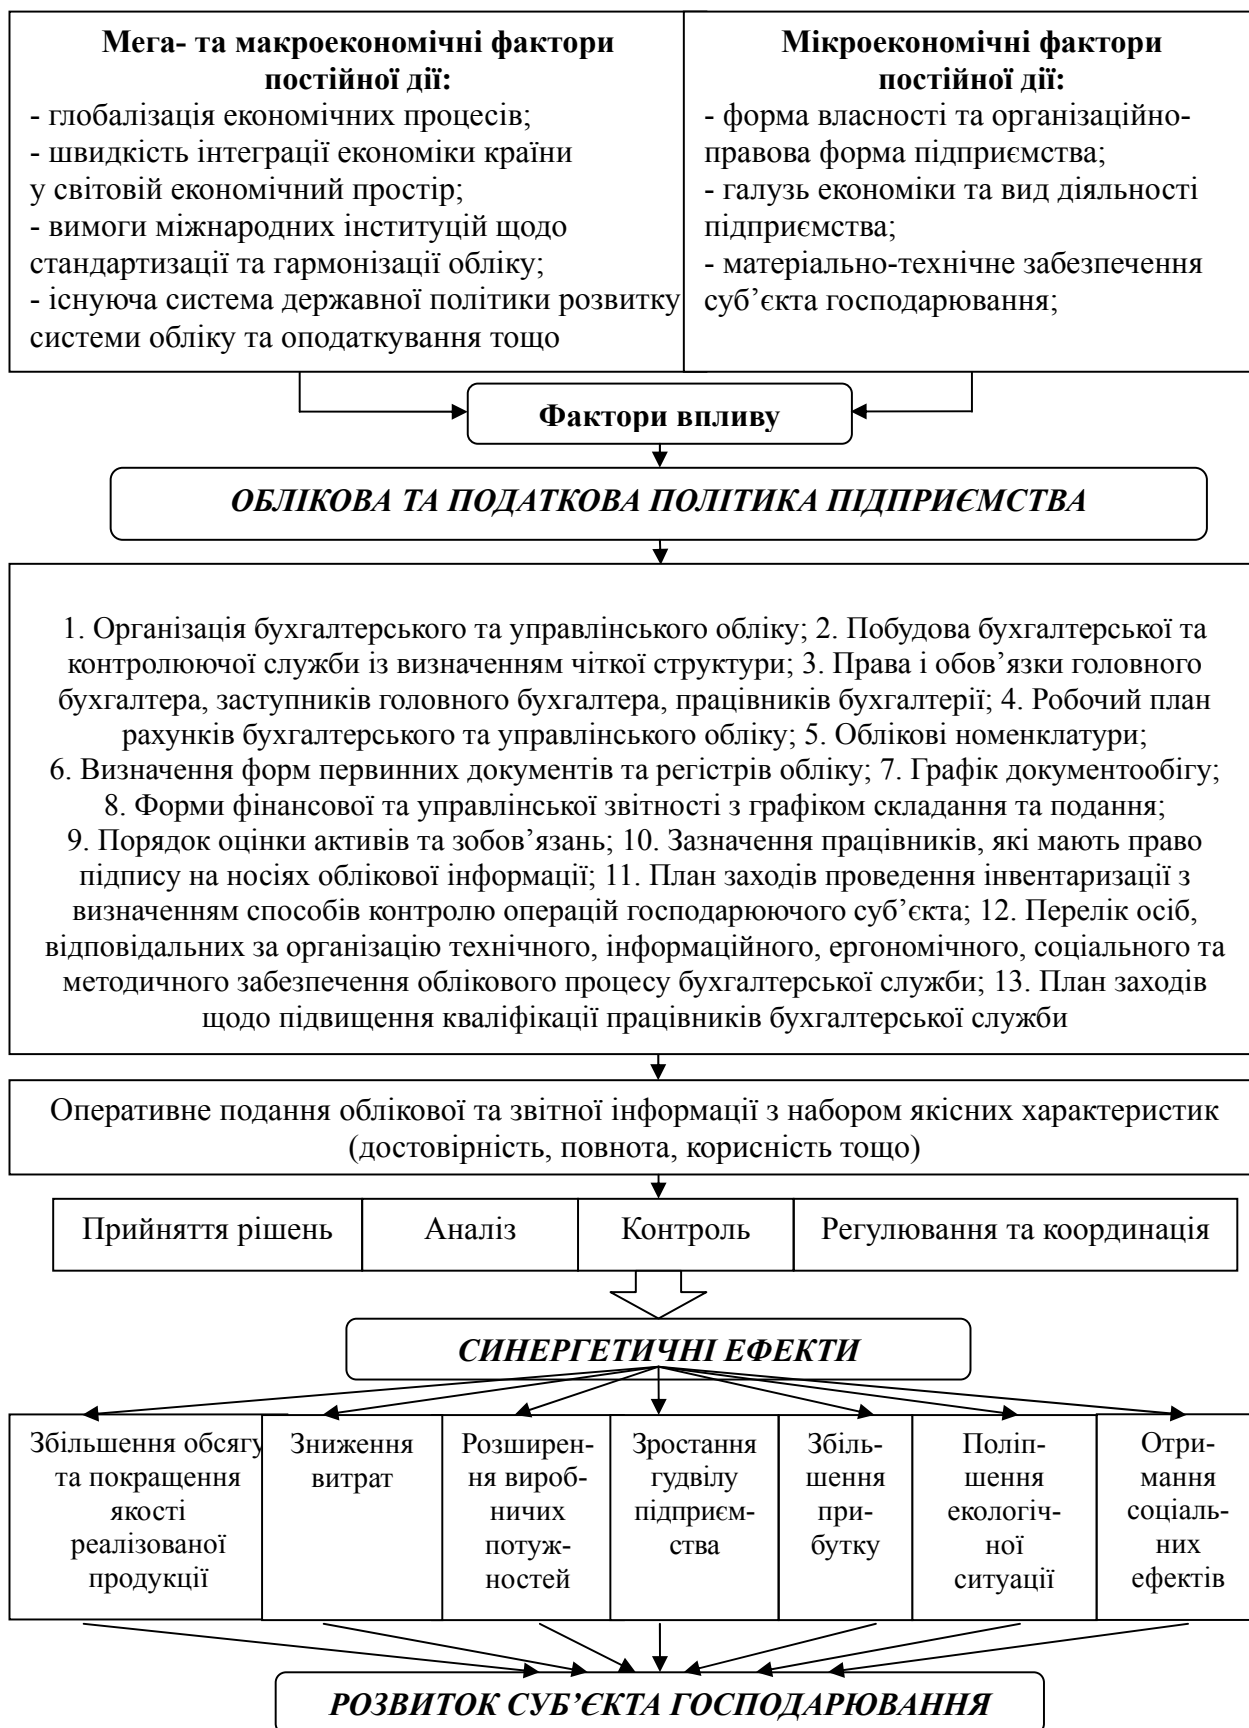 Мега- та макроекономічні фактори
постійної дії:
- глобалізація економічних процесів;
- швидкість інтеграції економіки країни
у світовій економічний простір;
- вимоги міжнародних інституцій щодо
стандартизації та гармонізації обліку;
- існуюча система державної політики розвитку
системи обліку та оподаткування тощо
Мікроекономічні фактори
постійної дії:
- форма власності та організаційно-
правова форма підприємства;
- галузь економіки та вид діяльності
підприємства;
- матеріально-технічне забезпечення
суб’єкта господарювання;
Фактори впливу
ОБЛІКОВА ТА ПОДАТКОВА ПОЛІТИКА ПІДПРИЄМСТВА
1. Організація бухгалтерського та управлінського обліку; 2. Побудова бухгалтерської та
контролюючої служби із визначенням чіткої структури; 3. Права і обов’язки головного
бухгалтера, заступників головного бухгалтера, працівників бухгалтерії; 4. Робочий план
рахунків бухгалтерського та управлінського обліку; 5. Облікові номенклатури;
6. Визначення форм первинних документів та регістрів обліку; 7. Графік документообігу;
8. Форми фінансової та управлінської звітності з графіком складання та подання;
9. Порядок оцінки активів та зобов’язань; 10. Зазначення працівників, які мають право
підпису на носіях облікової інформації; 11. План заходів проведення інвентаризації з
визначенням способів контролю операцій господарюючого суб’єкта; 12. Перелік осіб,
відповідальних за організацію технічного, інформаційного, ергономічного, соціального та
методичного забезпечення облікового процесу бухгалтерської служби; 13. План заходів
щодо підвищення кваліфікації працівників бухгалтерської служби
Оперативне подання облікової та звітної інформації з набором якісних характеристик
(достовірність, повнота, корисність тощо)
Прийняття рішень
Аналіз
Контроль
Регулювання та координація
СИНЕРГЕТИЧНІ ЕФЕКТИ
Збільшення обсягу
та покращення
якості
реалізованої
продукції
Зниження
витрат
Розширен-
ня вироб-
ничих
потуж-
ностей
Зростання
гудвілу
підприєм-
ства
Збіль-
шення
при-
бутку
Поліп-
шення
екологіч-
ної
ситуації
Отри-
мання
соціаль-
них
ефектів
РОЗВИТОК СУБ’ЄКТА ГОСПОДАРЮВАННЯ